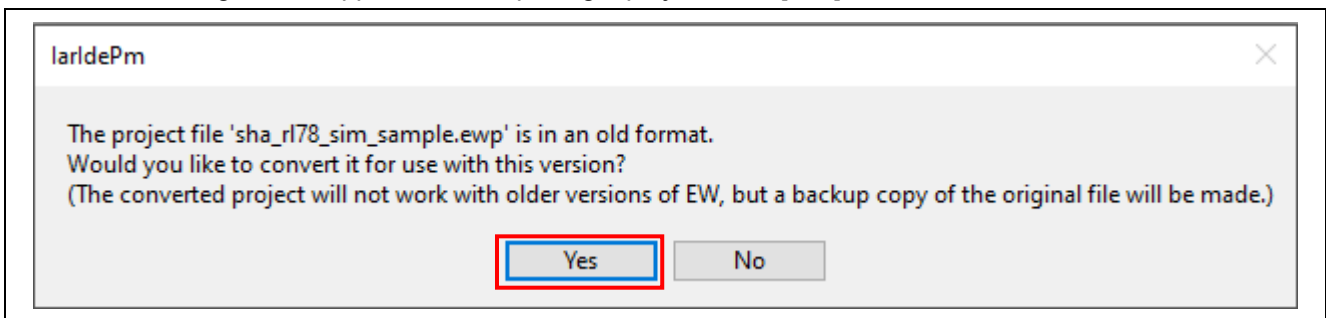 IarIdePm
The project file 'sha_rl78_sim_sample.ewp' is in an old format.
Would you like to convert it for use with this version?
(The converted project will not work with older versions of EW, but a backup copy of the original file will be made.)
Yes No